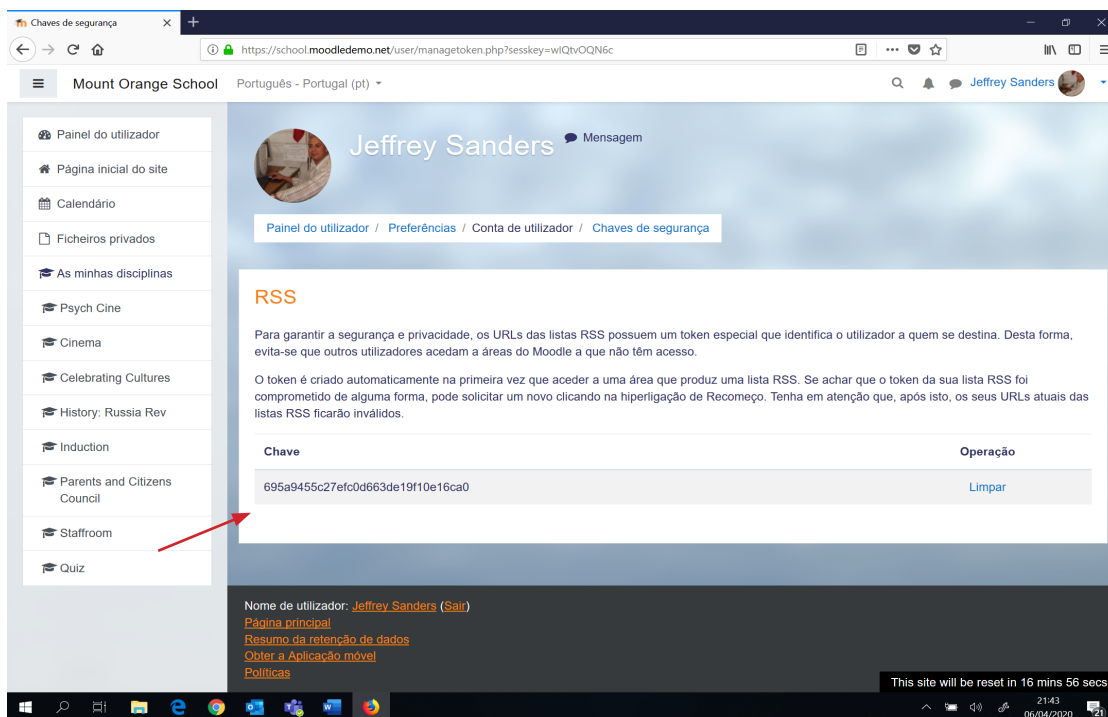 Chaves de segurança
https://school.moodledemo.net/user/managetoken.php?sesskey=wIQtvOQN6c
Mount Orange School
Português - Portugal (pt)
Jeffrey Sanders
Painel do utilizador
Página inicial do site
Calendário
Ficheiros privados
As minhas disciplinas
Psych Cine
Cinema
Celebrating Cultures
History: Russia Rev
Induction
Parents and Citizens
Council
Staffroom
Quiz
Jeffrey Sanders
Mensagem
Painel do utilizador / Preferências / Conta de utilizador / Chaves de segurança
RSS
Para garantir a segurança e privacidade, os URLs das listas RSS possuem um token especial que identifica o utilizador a quem se destina. Desta forma,
evita-se que outros utilizadores acedam a áreas do Moodle a que não têm acesso.
O token é criado automaticamente na primeira vez que aceder a uma área que produz uma lista RSS. Se achar que o token da sua lista RSS foi
comprometido de alguma forma, pode solicitar um novo clicando na hiperligação de Recomeço. Tenha em atenção que, após isto, os seus URLs atuais das
listas RSS ficarão inválidos.
Chave Operação
695a9455c27efc0d663de19f10e16ca0 Limpar
Nome de utilizador: Jeffrey Sanders (Sair)
Página principal
Resumo da retenção de dados
Obter a Aplicação móvel
Políticas
This site will be reset in 16 mins 56 secs
21:43
06/04/2020
21